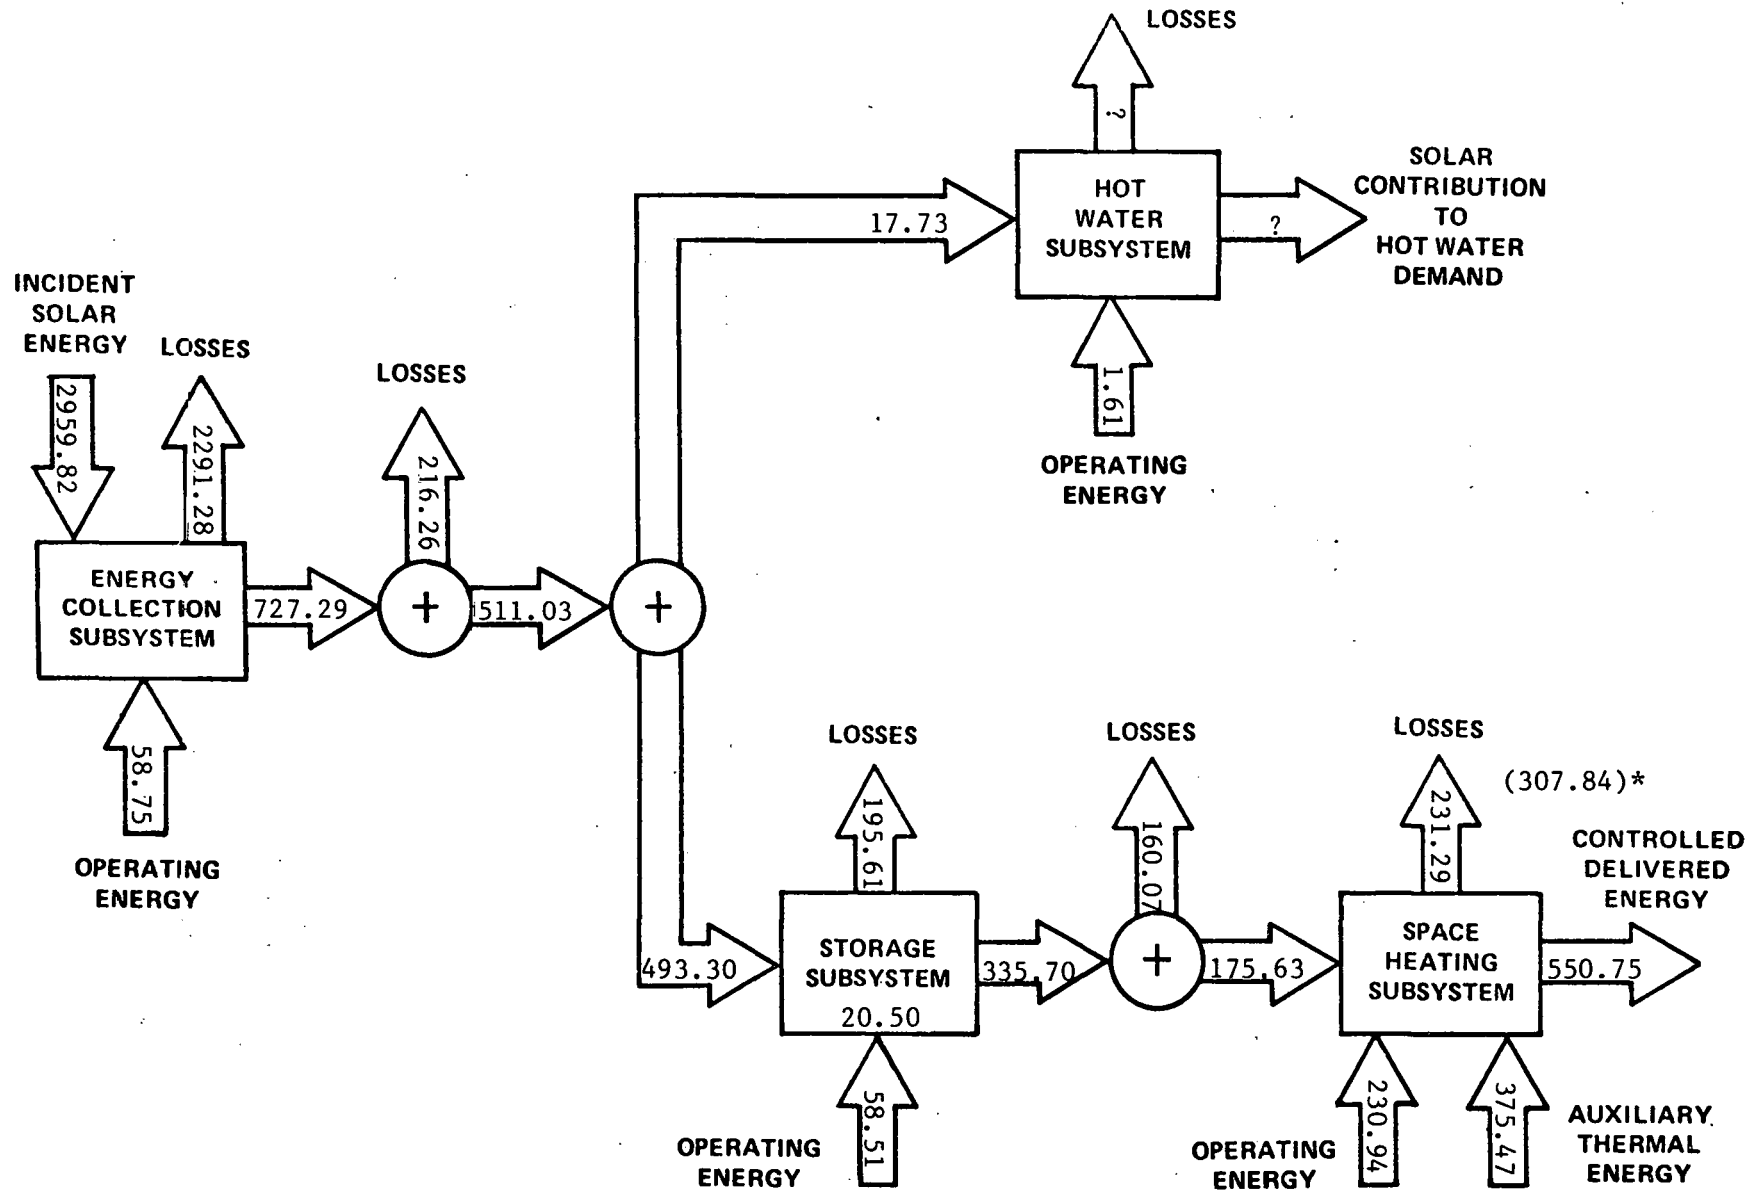 LOSSES
?
HOT
WATER
SUBSYSTEM
17.73
?
SOLAR
CONTRIBUTION
TO
HOT WATER
DEMAND
1.61
OPERATING
ENERGY
INCIDENT
SOLAR
ENERGY
2959.82
LOSSES
2291.28
LOSSES
216.26
ENERGY
COLLECTION
SUBSYSTEM
727.29
+
511.03
+
58.75
OPERATING
ENERGY
LOSSES
195.61
LOSSES
160.07
LOSSES
231.29
(307.84)*
CONTROLLED
DELIVERED
ENERGY
493.30
STORAGE
SUBSYSTEM
20.50
335.70
+
175.63
SPACE
HEATING
SUBSYSTEM
550.75
OPERATING
ENERGY
58.51
OPERATING
ENERGY
230.94
375.47
AUXILIARY
THERMAL
ENERGY